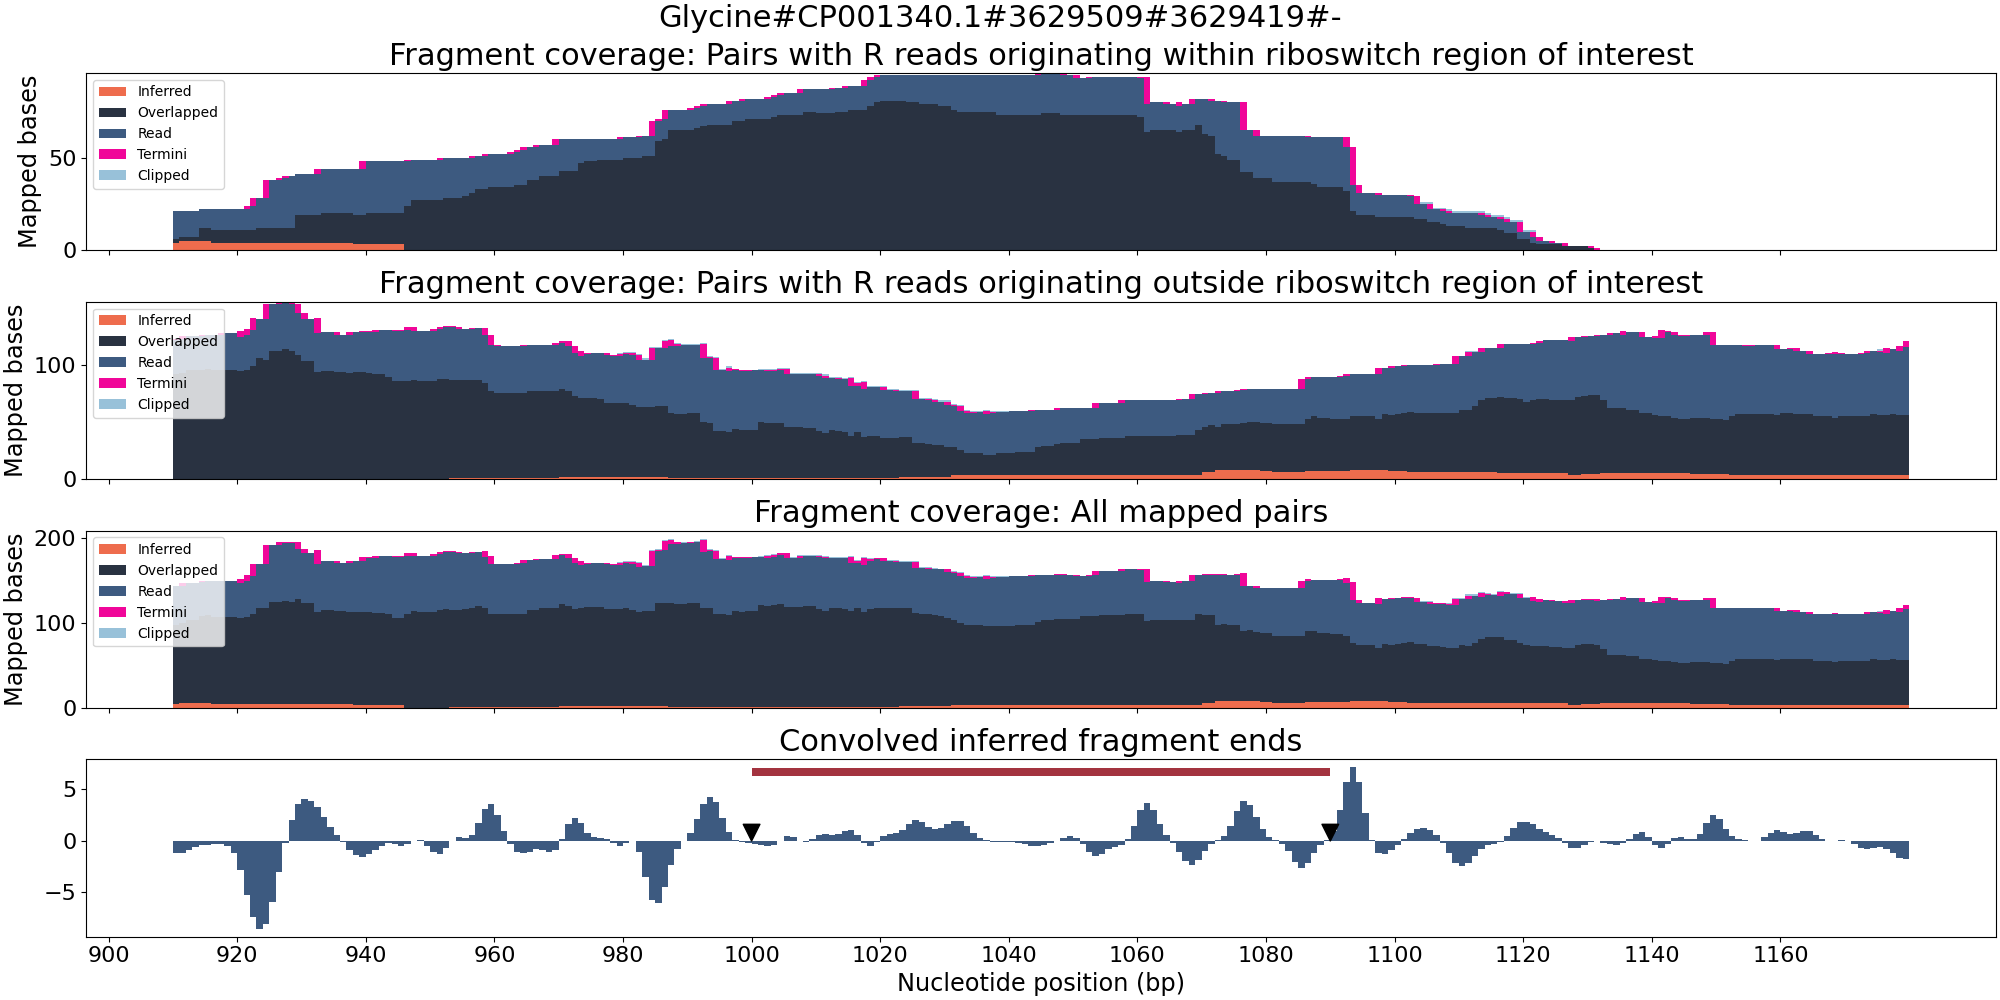 Glycine#CP001340.1#3629509#3629419#-
Fragment coverage: Pairs with R reads originating within riboswitch region of interest
Mapped bases
50
0
Inferred
Overlapped
Read
Termini
Clipped
Fragment coverage: Pairs with R reads originating outside riboswitch region of interest
Mapped bases
100
0
Inferred
Overlapped
Read
Termini
Clipped
Fragment coverage: All mapped pairs
Mapped bases
200
100
0
Inferred
Overlapped
Read
Termini
Clipped
Convolved inferred fragment ends
5
0
−5
900 920 940 960 980 1000 1020 1040 1060 1080 1100 1120 1140 1160
Nucleotide position (bp)